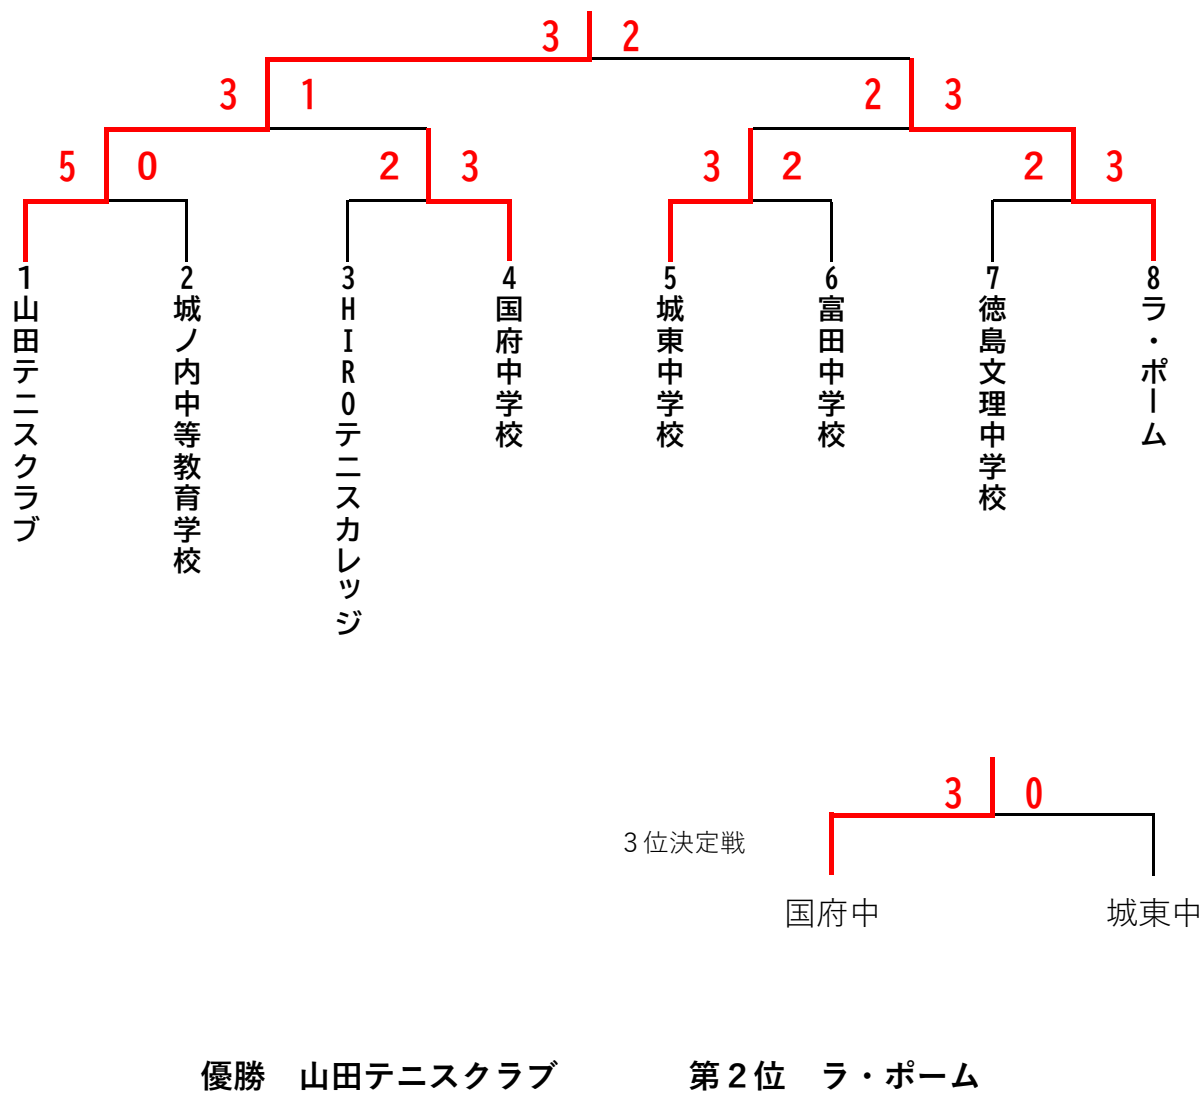 3 2
3 1 2 3
5 0 2 3 3 2 2 3
1山田テニスクラブ
2城ノ内中等教育学校
3HIROテニスカレッジ
4国府中学校
5城東中学校
6富田中学校
7徳島文理中学校
8ラ・ポーム
3 0
３位決定戦
国府中 城東中
優勝　山田テニスクラブ 第２位　ラ・ポーム